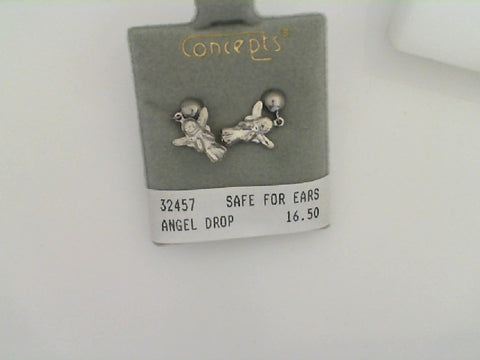 Concepts®
32457 SAFE FOR EARS
ANGEL DROP 16.50